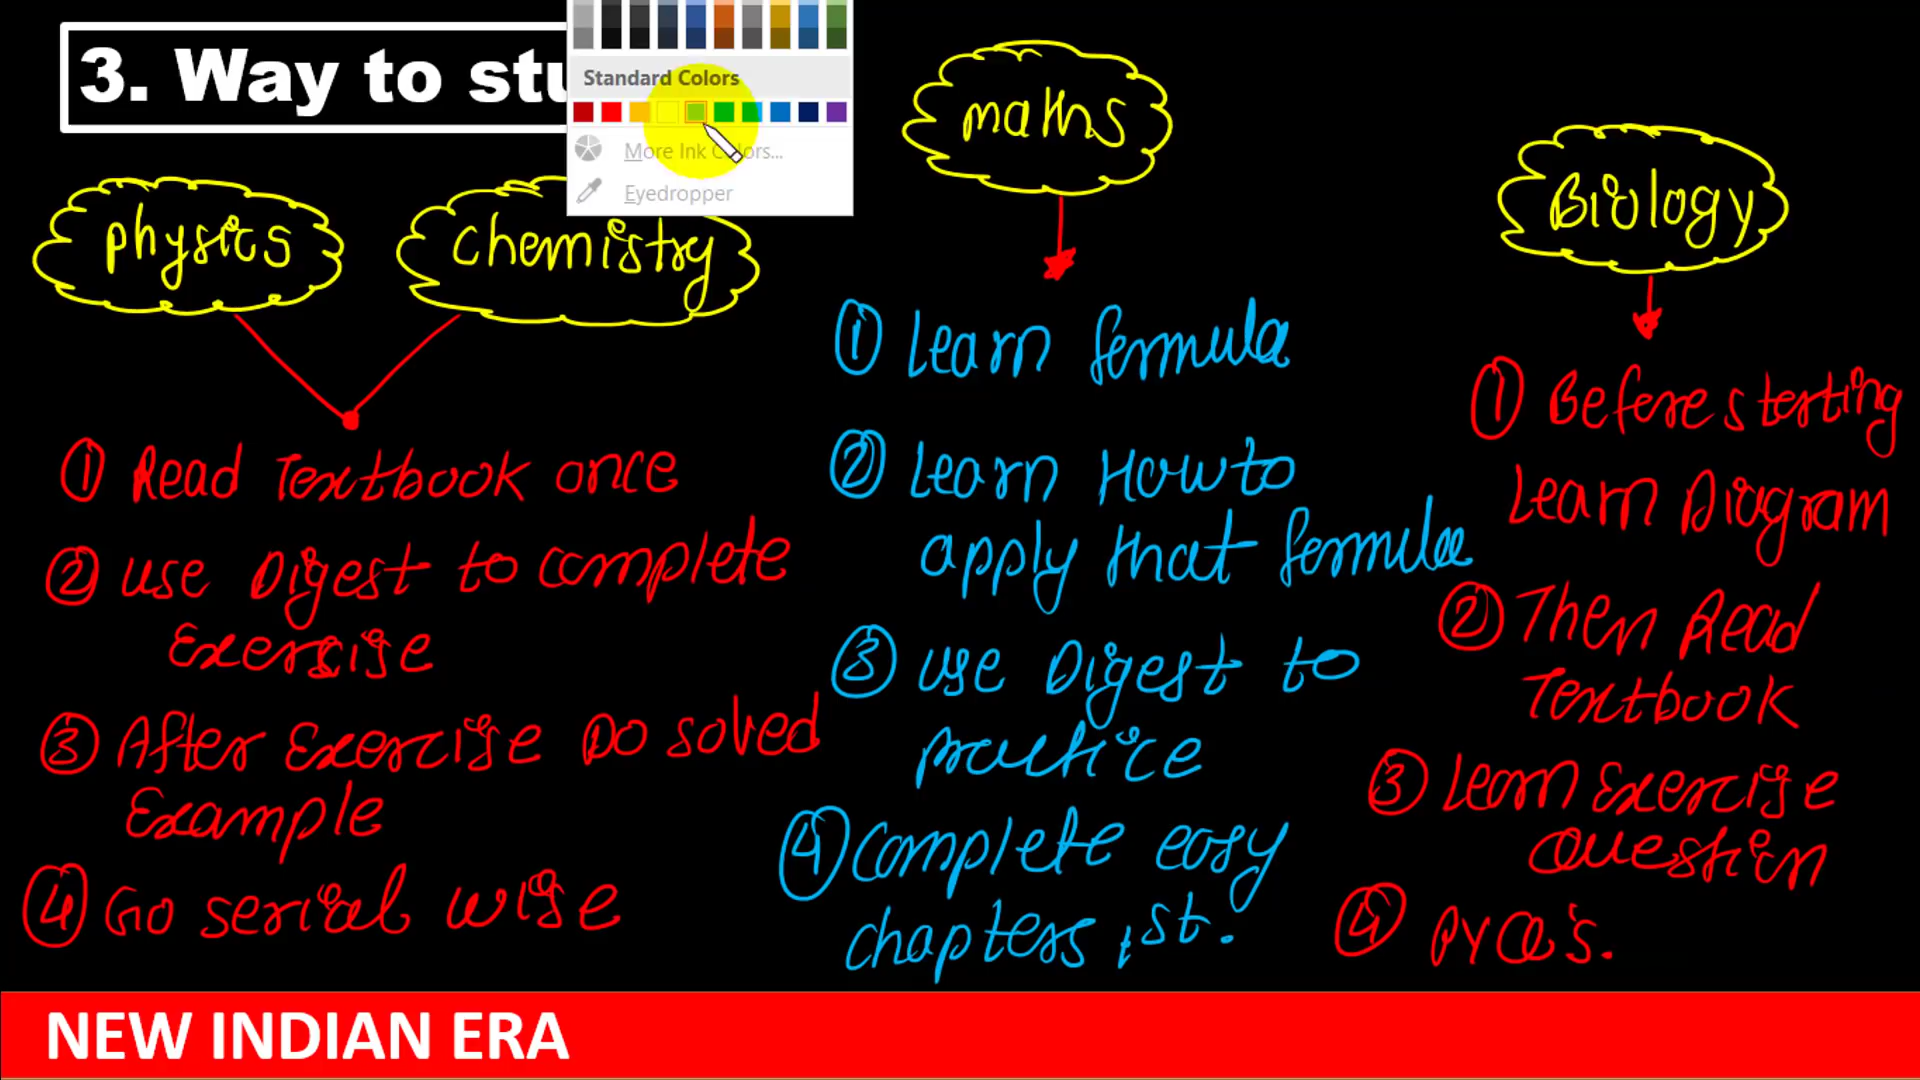 3. Way to stu
Standard Colors
More Ink Colors...
Eyedropper
physics
chemistry
① Read Textbook once
② use Digest to complete
Exercise
③ After Exercise Do solved
Example
④ Go serial wise
maths
① Learn formula
② Learn How to
apply that formula
③ use Digest to
practice
④ Complete easy
chapters 1st.
Biology
① Before sterting
Learn Diagram
② Then Read
Textbook
③ Learn Exercise
Question
④ PYQ's.
NEW INDIAN ERA